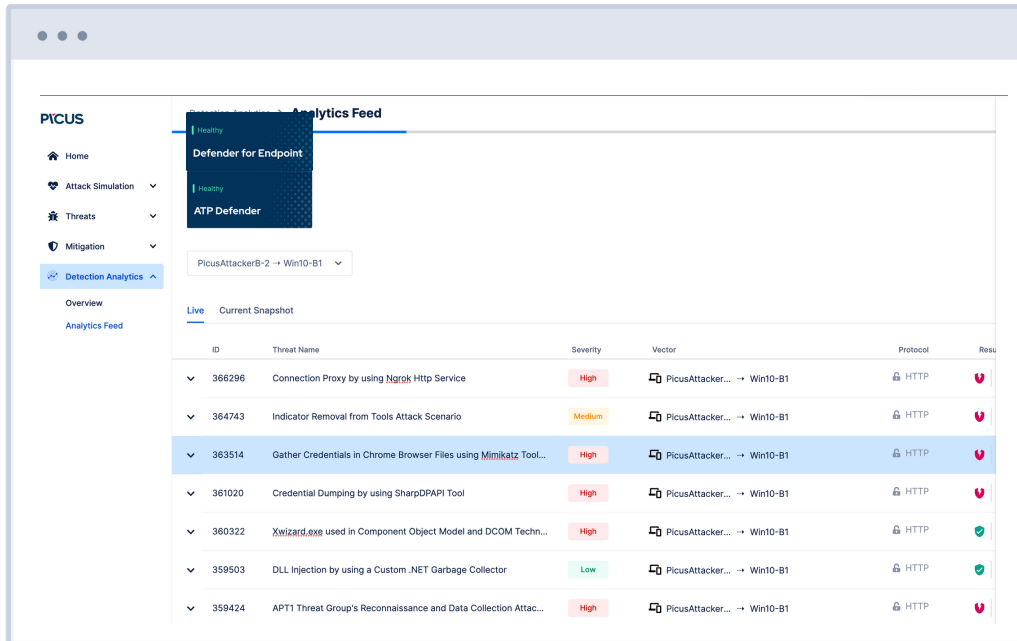 PICUS
Home
Attack Simulation
Threats
Mitigation
Detection Analytics
Overview
Analytics Feed
Detection Analytics > Analytics Feed
Healthy
Defender for Endpoint
Healthy
ATP Defender
PicusAttackerB-2 ⇢ Win10-B1
Live Current Snapshot
ID Threat Name Severity Vector Protocol Resu
366296 Connection Proxy by using Ngrok Http Service High PicusAttacker... ⇢ Win10-B1 HTTP
364743 Indicator Removal from Tools Attack Scenario Medium PicusAttacker... ⇢ Win10-B1 HTTP
363514 Gather Credentials in Chrome Browser Files using Mimikatz Tool... High PicusAttacker... ⇢ Win10-B1 HTTP
361020 Credential Dumping by using SharpDPAPI Tool High PicusAttacker... ⇢ Win10-B1 HTTP
360322 Xwizard.exe used in Component Object Model and DCOM Techn... High PicusAttacker... ⇢ Win10-B1 HTTP
359503 DLL Injection by using a Custom .NET Garbage Collector Low PicusAttacker... ⇢ Win10-B1 HTTP
359424 APT1 Threat Group's Reconnaissance and Data Collection Attac... High PicusAttacker... ⇢ Win10-B1 HTTP